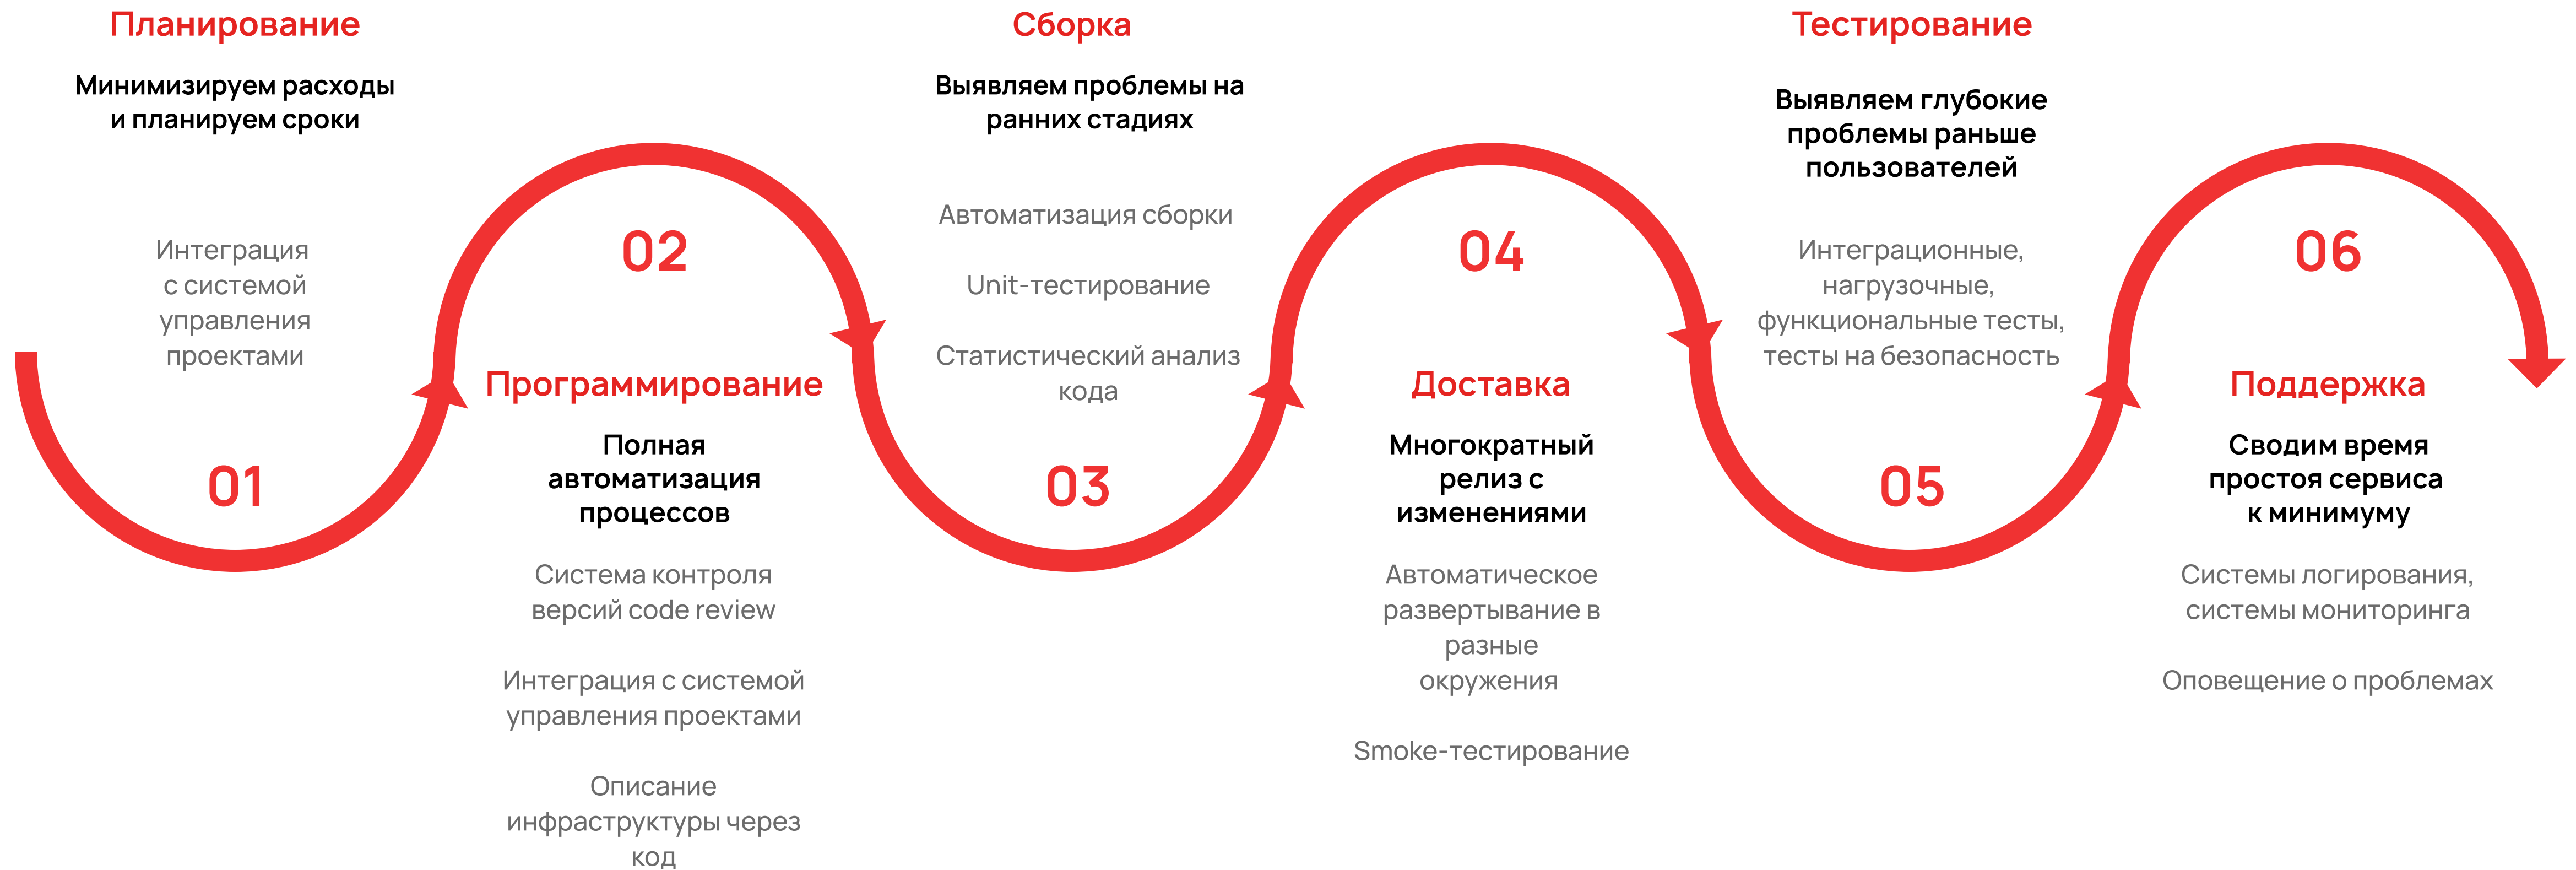 Планирование
Минимизируем расходы
и планируем сроки
Интеграция
с системой
управления
проектами
01
02
Программирование
Полная
автоматизация
процессов
Система контроля
версий code review
Интеграция с системой
управления проектами
Описание
инфраструктуры через
код
Сборка
Выявляем проблемы на
ранних стадиях
Автоматизация сборки
Unit-тестирование
Статистический анализ
кода
03
04
Доставка
Многократный
релиз с
изменениями
Автоматическое
развертывание в
разные
окружения
Smoke-тестирование
Тестирование
Выявляем глубокие
проблемы раньше
пользователей
Интеграционные,
нагрузочные,
функциональные тесты,
тесты на безопасность
05
06
Поддержка
Сводим время
простоя сервиса
к минимуму
Системы логирования,
системы мониторинга
Оповещение о проблемах